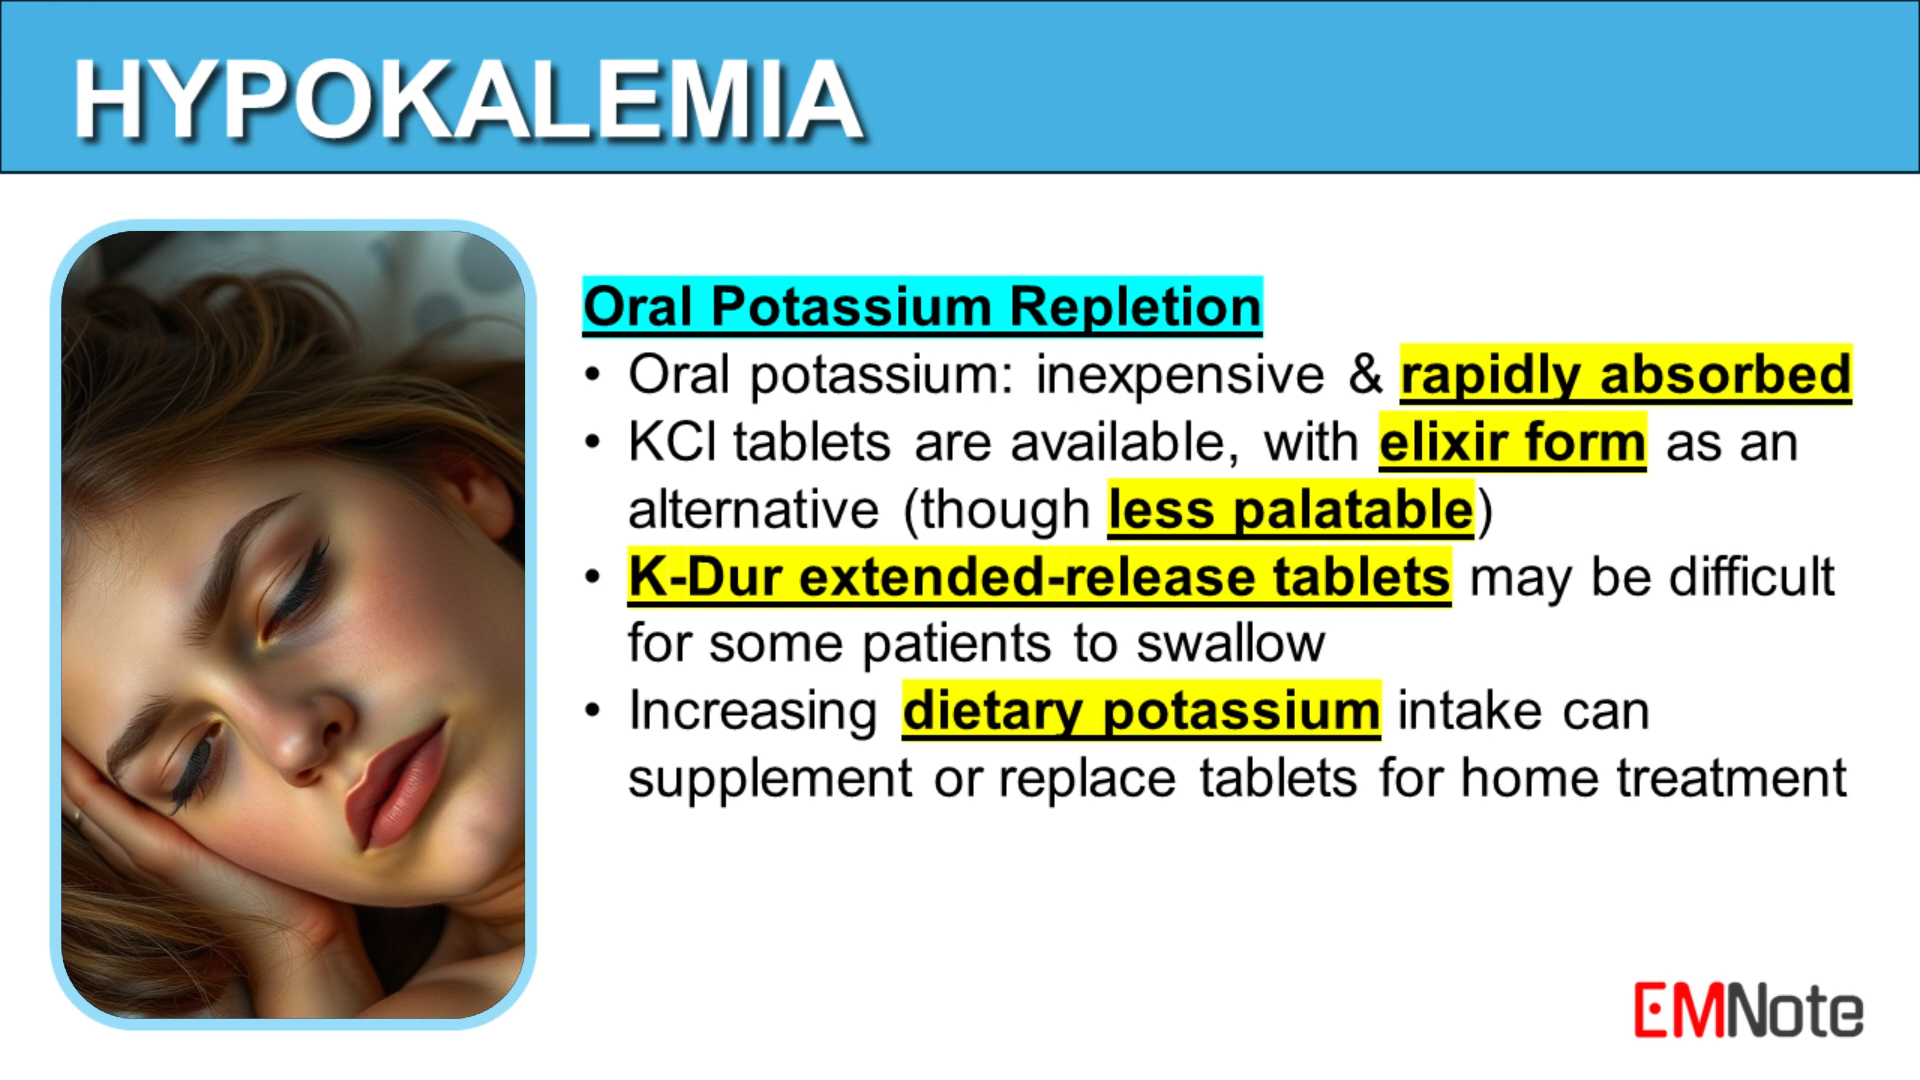 HYPOKALEMIA
Oral Potassium Repletion
• Oral potassium: inexpensive & rapidly absorbed
• KCl tablets are available, with elixir form as an
alternative (though less palatable)
• K-Dur extended-release tablets may be difficult
for some patients to swallow
• Increasing dietary potassium intake can
supplement or replace tablets for home treatment
EMNote